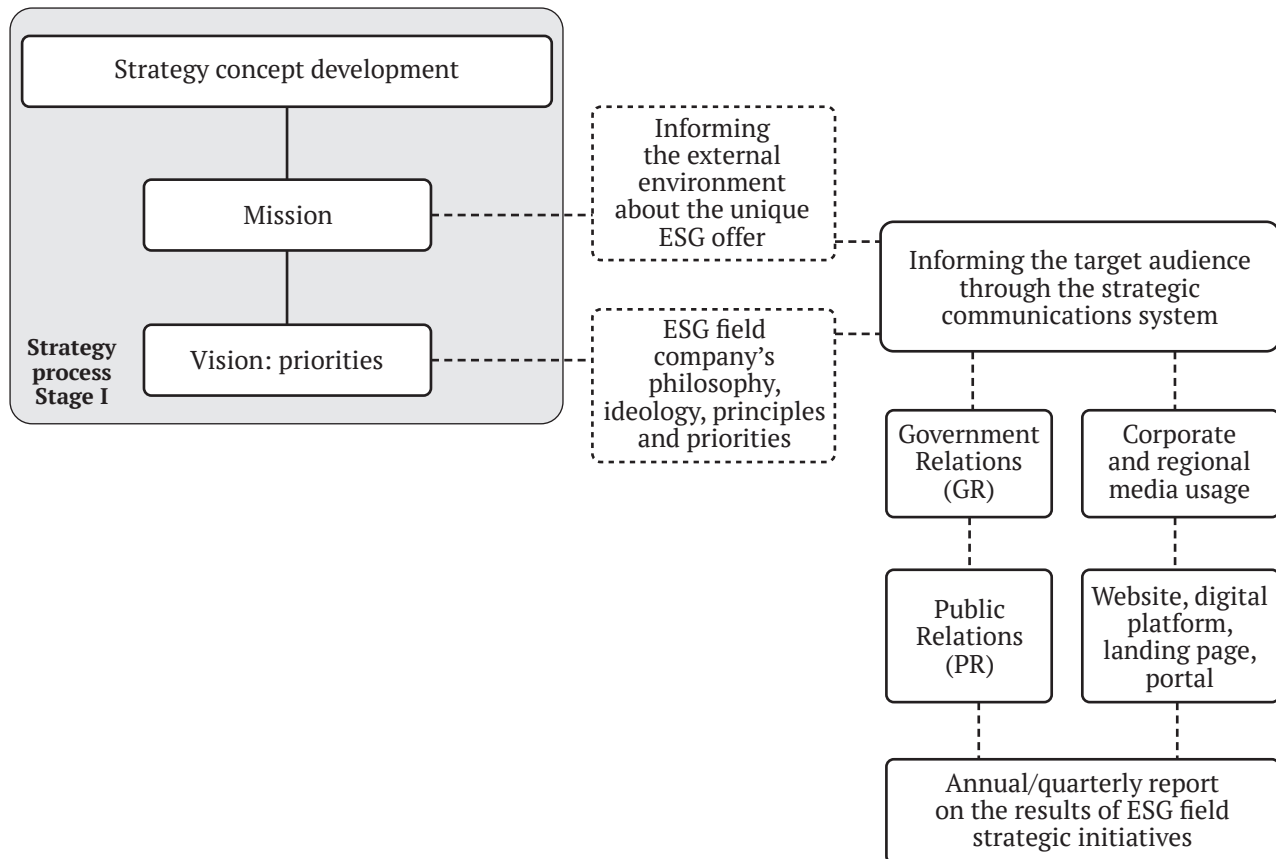 Strategy concept development
Mission
Vision: priorities
Strategy
process
Stage I
Informing
the external
environment
about the unique
ESG offer
ESG field
company’s
philosophy,
ideology, principles
and priorities
Informing the target audience
through the strategic
communications system
Government
Relations
(GR)
Corporate
and regional
media usage
Public
Relations
(PR)
Website, digital
platform,
landing page,
portal
Annual/quarterly report
on the results of ESG field
strategic initiatives